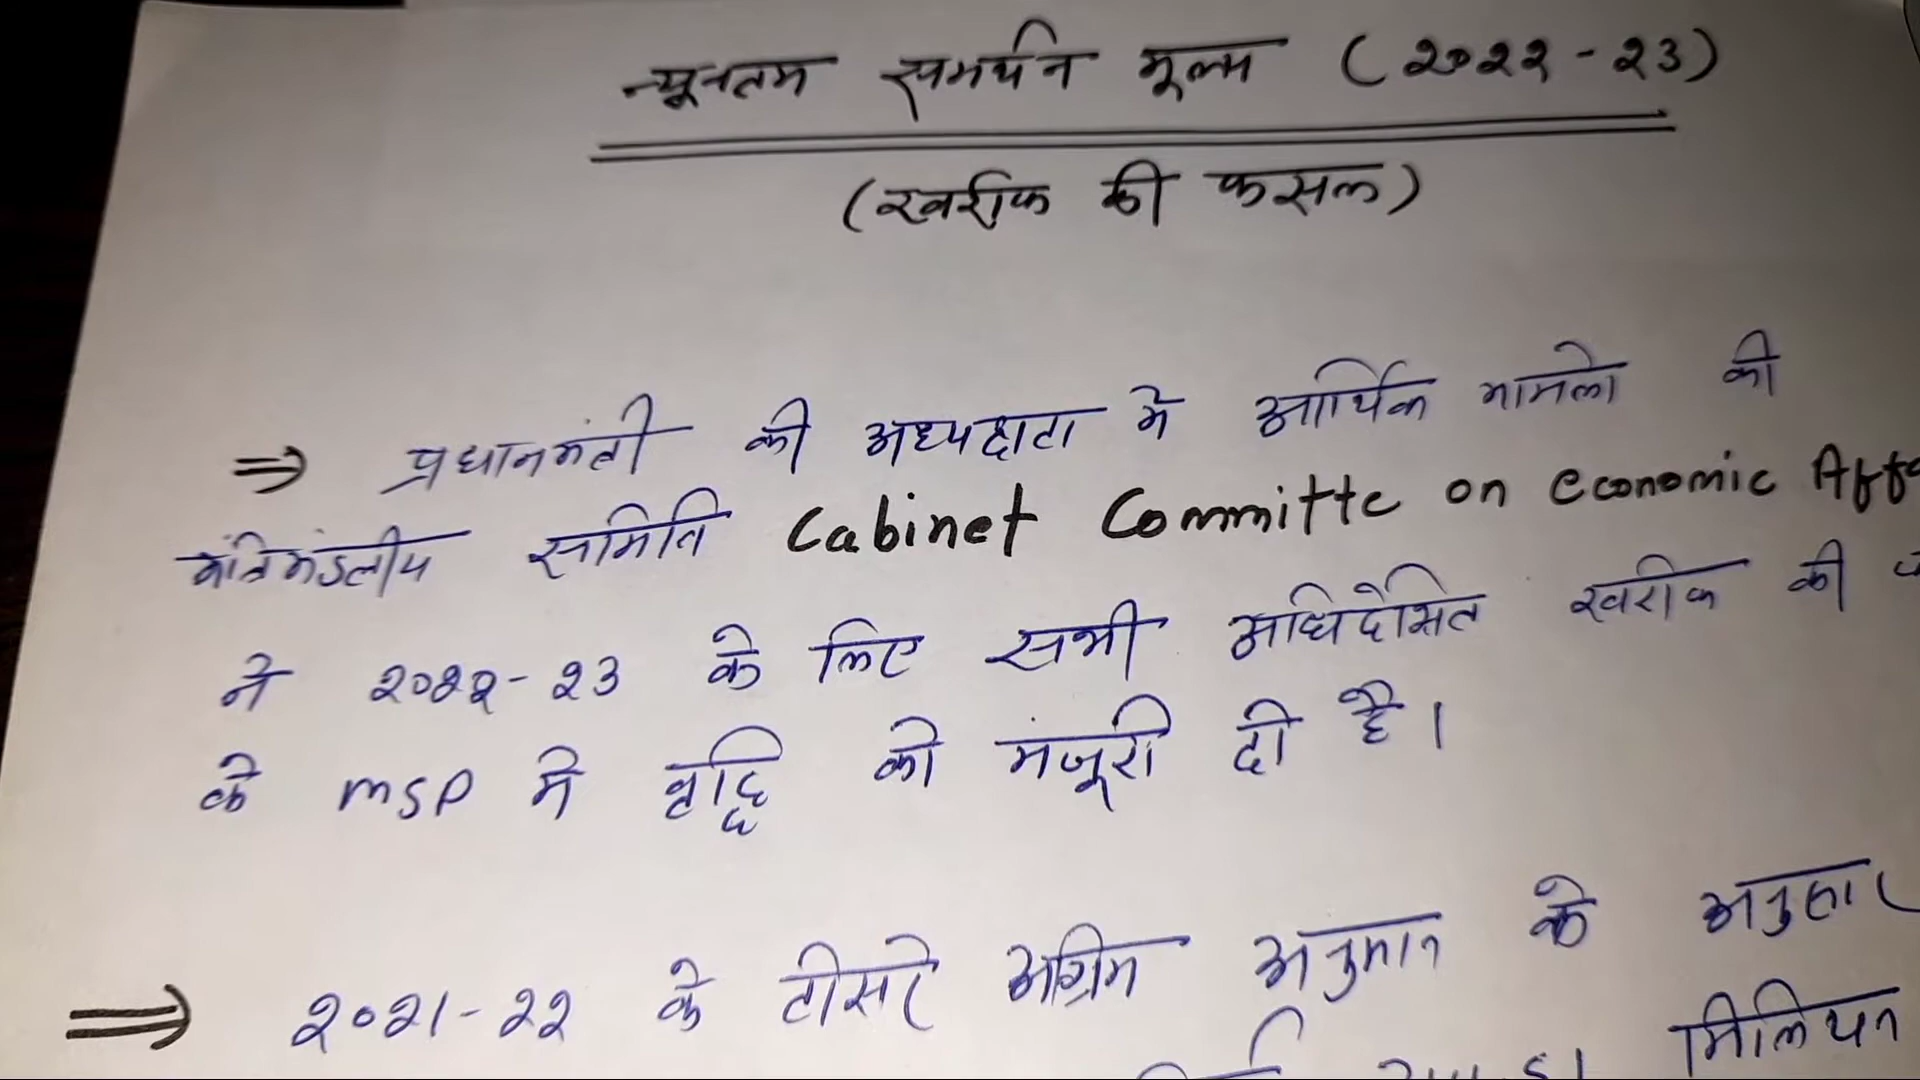 न्यूनतम समर्थन मूल्य (2022-23)
(खरीफ की फसल)
⇒ प्रधानमंत्री की अध्यक्षता मे आर्थिक मामलो की
मंत्रिमंडलीय समिति Cabinet Committe on economic Affa
ने 2022-23 के लिए सभी अधिदेसित खरीफ की
के MSP मे वृद्धि को मंजूरी दी है।
⇒ 2021-22 के तीसरे अग्रिम अनुमान के अनुसार
मिलियन